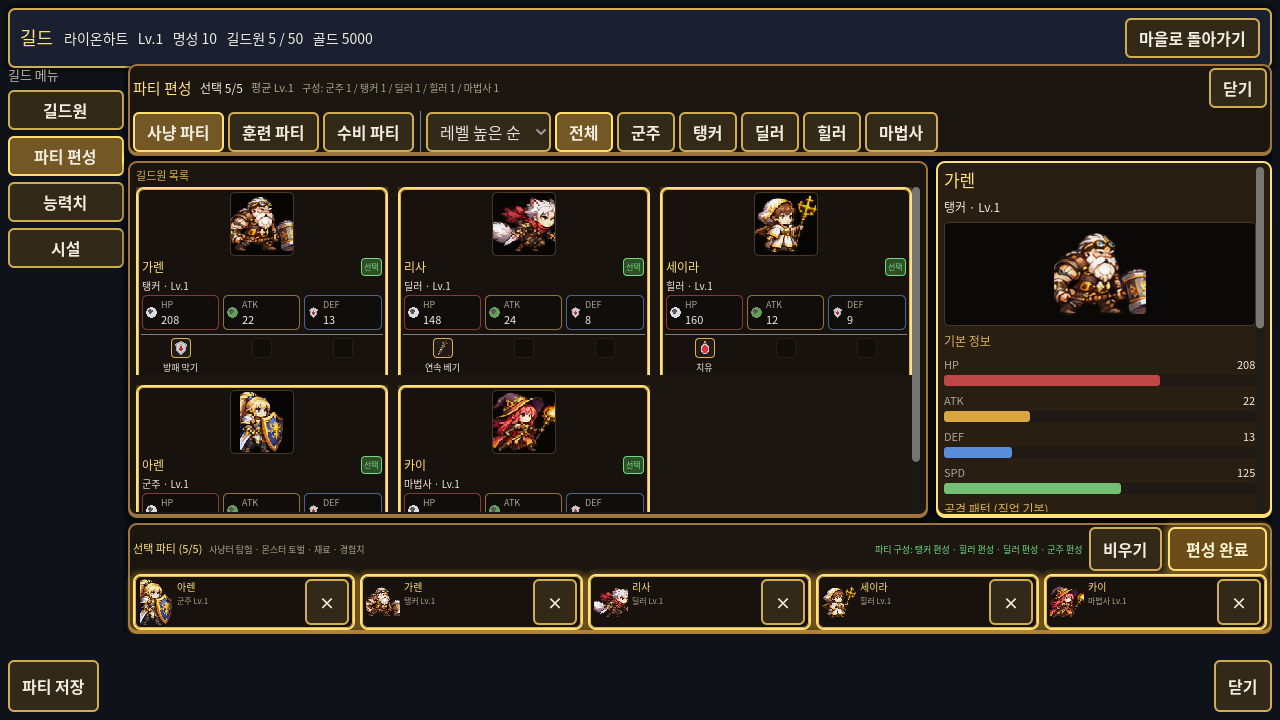 길드 라이온하트 Lv.1 명성 10 길드원 5 / 50 골드 5000
마을로 돌아가기
길드 메뉴
길드원
파티 편성
능력치
시설
파티 편성 선택 5/5 평균 Lv.1 구성: 군주 1 / 탱커 1 / 딜러 1 / 힐러 1 / 마법사 1
닫기
사냥 파티 훈련 파티 수비 파티 레벨 높은 순 전체 군주 탱커 딜러 힐러 마법사
길드원 목록
가렌 선택
탱커 · Lv.1
HP 208 ATK 22 DEF 13
방패 막기
리사 선택
딜러 · Lv.1
HP 148 ATK 24 DEF 8
연속 베기
세이라 선택
힐러 · Lv.1
HP 160 ATK 12 DEF 9
치유
아렌 선택
군주 · Lv.1
HP ATK DEF
카이 선택
마법사 · Lv.1
HP ATK DEF
가렌
탱커 · Lv.1
기본 정보
HP 208
ATK 22
DEF 13
SPD 125
공격 패턴 (직업 기본)
선택 파티 (5/5) 사냥터 탐험 · 몬스터 토벌 · 재료 · 경험치
파티 구성: 탱커 편성 · 힐러 편성 · 딜러 편성 · 군주 편성
비우기
편성 완료
아렌
군주 Lv.1
×
가렌
탱커 Lv.1
×
리사
딜러 Lv.1
×
세이라
힐러 Lv.1
×
카이
마법사 Lv.1
×
파티 저장
닫기